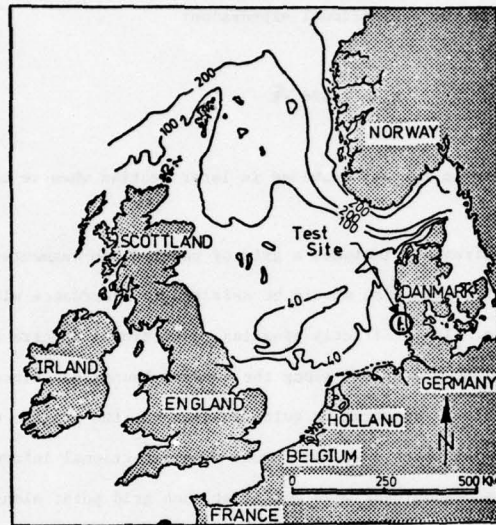 200
100
NORWAY
SCOTTLAND
Test
Site
DANMARK
40
40
IRLAND
ENGLAND
GERMANY
HOLLAND
BELGIUM
N
0 250 500 KM
FRANCE